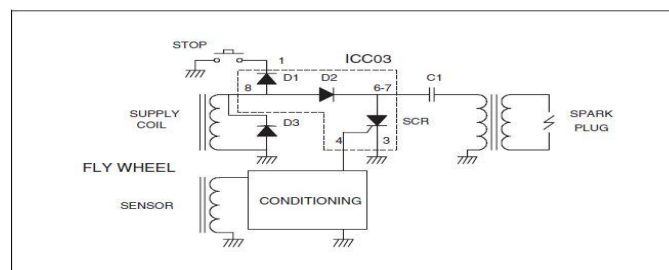 STOP
1
ICC03
D1
D2
C1
8
6-7
SUPPLY
COIL
D3
SCR
SPARK
PLUG
4
3
FLY WHEEL
SENSOR
CONDITIONING